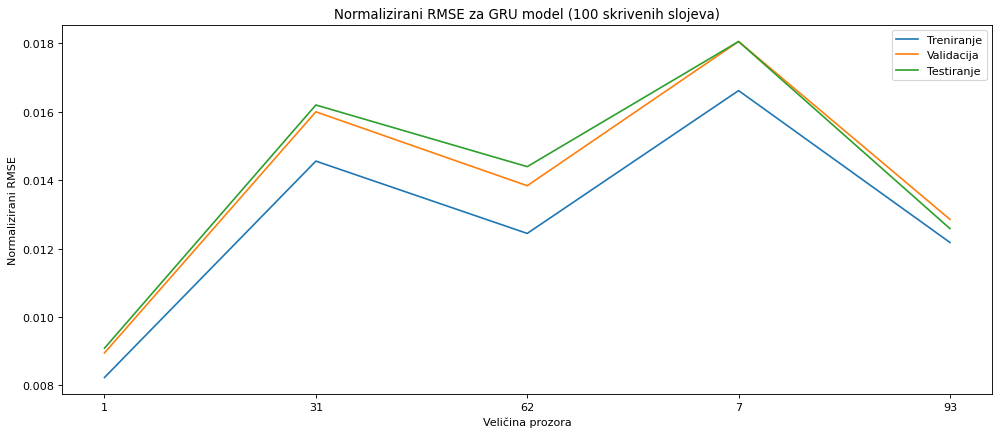 Normalizirani RMSE za GRU model (100 skrivenih slojeva)
Normalizirani RMSE
0.018
0.016
0.014
0.012
0.010
0.008
Treniranje
Validacija
Testiranje
1 31 62 7 93
Veličina prozora